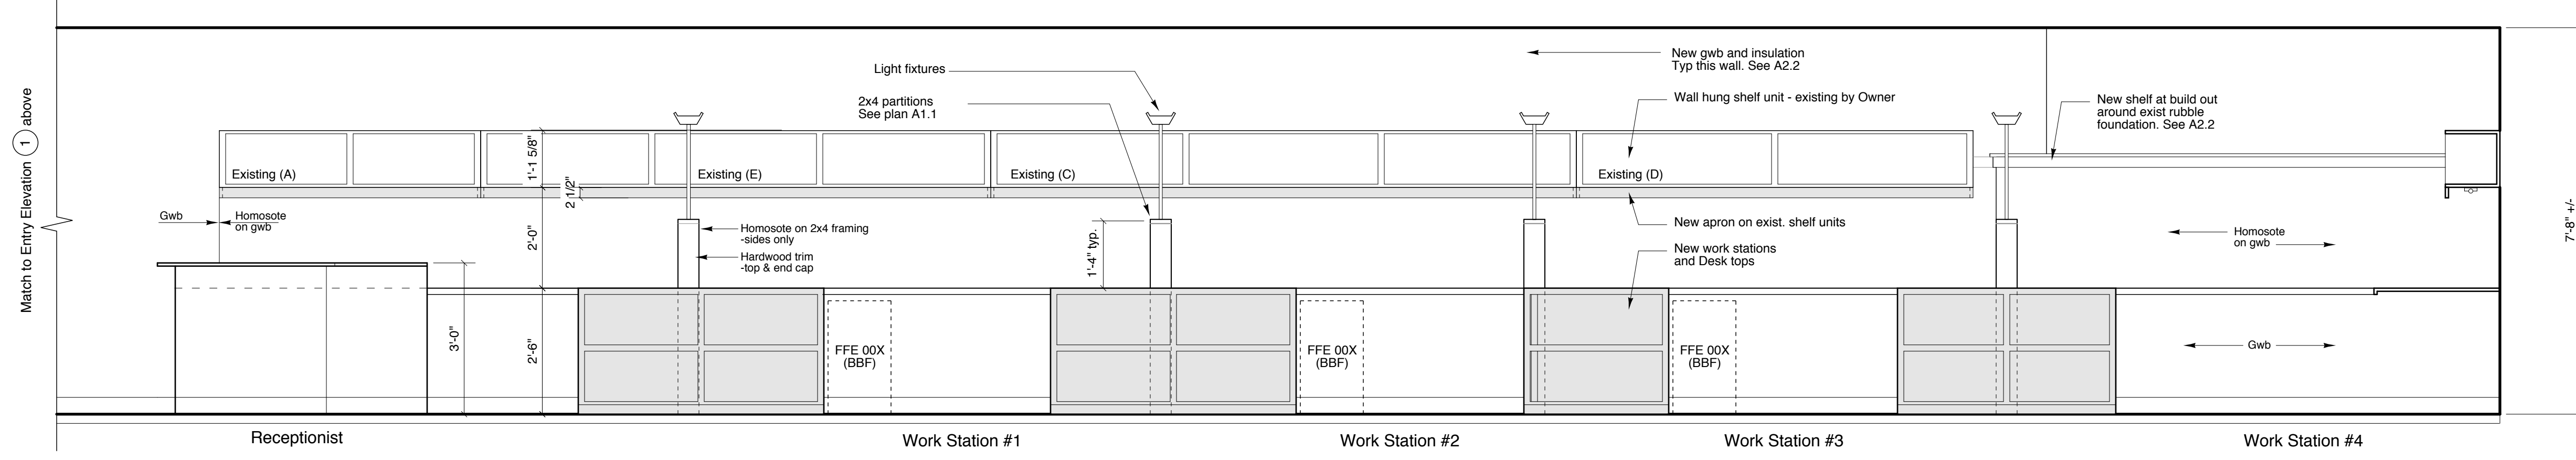 Match to Entry Elevation 1 above
Light fixtures
2x4 partitions
See plan A1.1
New gwb and insulation
Typ this wall. See A2.2
Wall hung shelf unit - existing by Owner
New shelf at build out
around exist rubble
foundation. See A2.2
Existing (A)
1'-1 5/8"
2 1/2"
Existing (E)
Existing (C)
Existing (D)
Gwb
Homosote
on gwb
2'-0"
Homosote on 2x4 framing
-sides only
Hardwood trim
-top & end cap
1'-4" typ.
New apron on exist. shelf units
New work stations
and Desk tops
Homosote
on gwb
7'-8" +/-
3'-0"
2'-6"
FFE 00X
(BBF)
FFE 00X
(BBF)
FFE 00X
(BBF)
Gwb
Receptionist
Work Station #1
Work Station #2
Work Station #3
Work Station #4